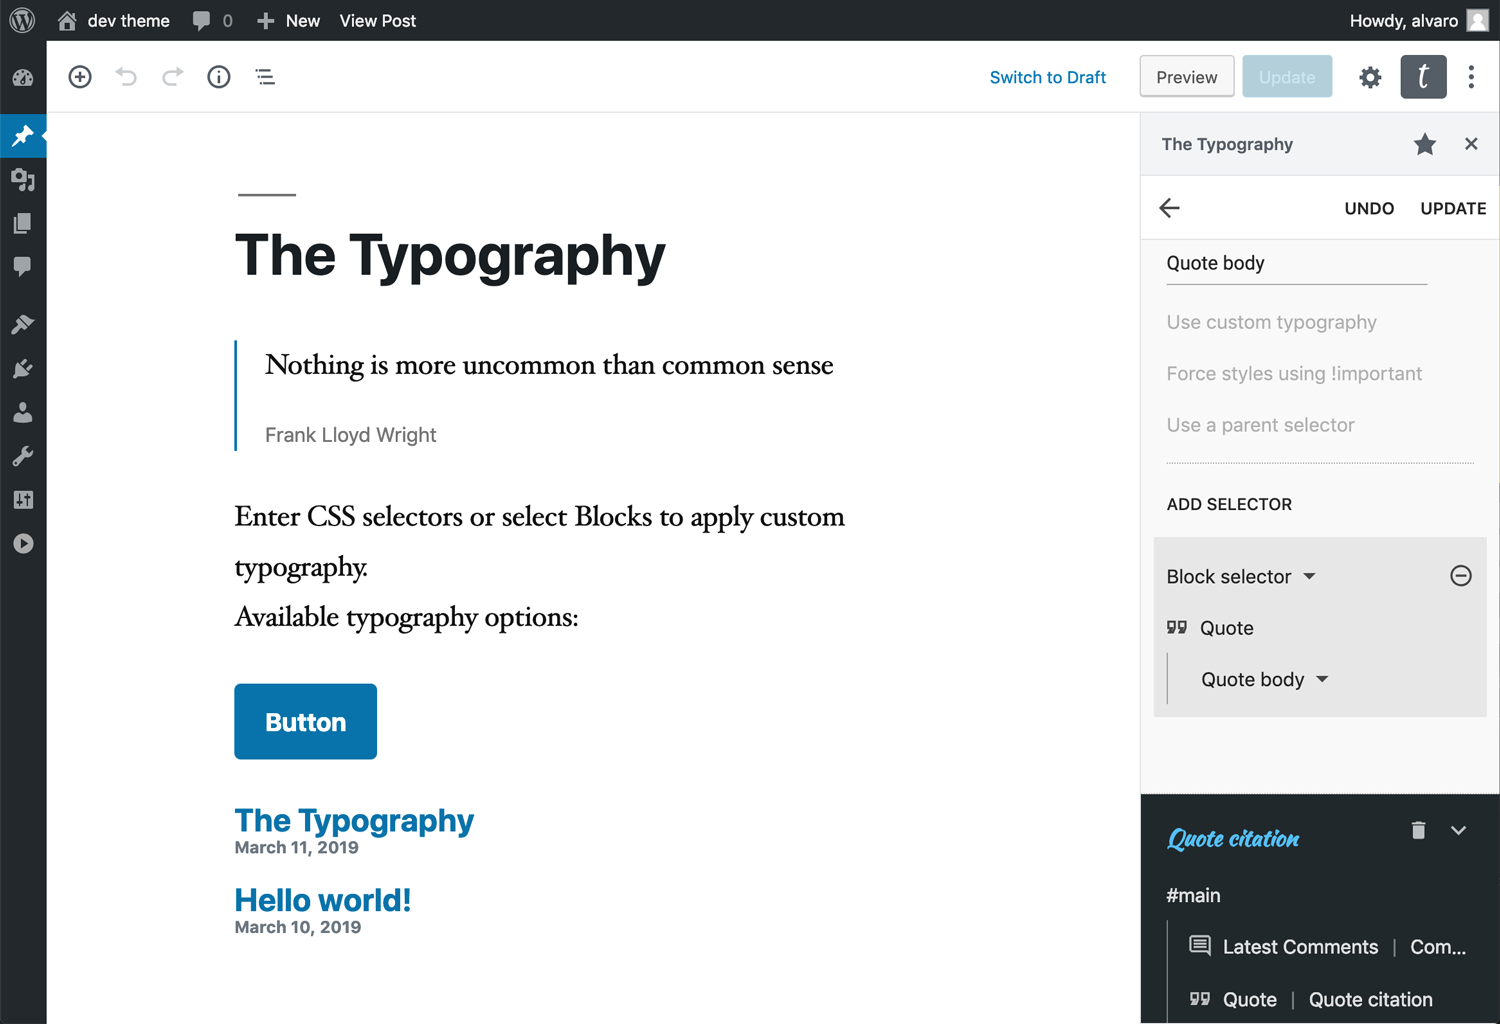 dev theme 0 New View Post Howdy, alvaro
Switch to Draft Preview Update t
The Typography
UNDO UPDATE
Quote body
Use custom typography
Force styles using !important
Use a parent selector
ADD SELECTOR
Block selector
Quote
Quote body
Quote citation
#main
Latest Comments | Com...
Quote | Quote citation
The Typography
Nothing is more uncommon than common sense
Frank Lloyd Wright
Enter CSS selectors or select Blocks to apply custom
typography.
Available typography options:
Button
The Typography
March 11, 2019
Hello world!
March 10, 2019